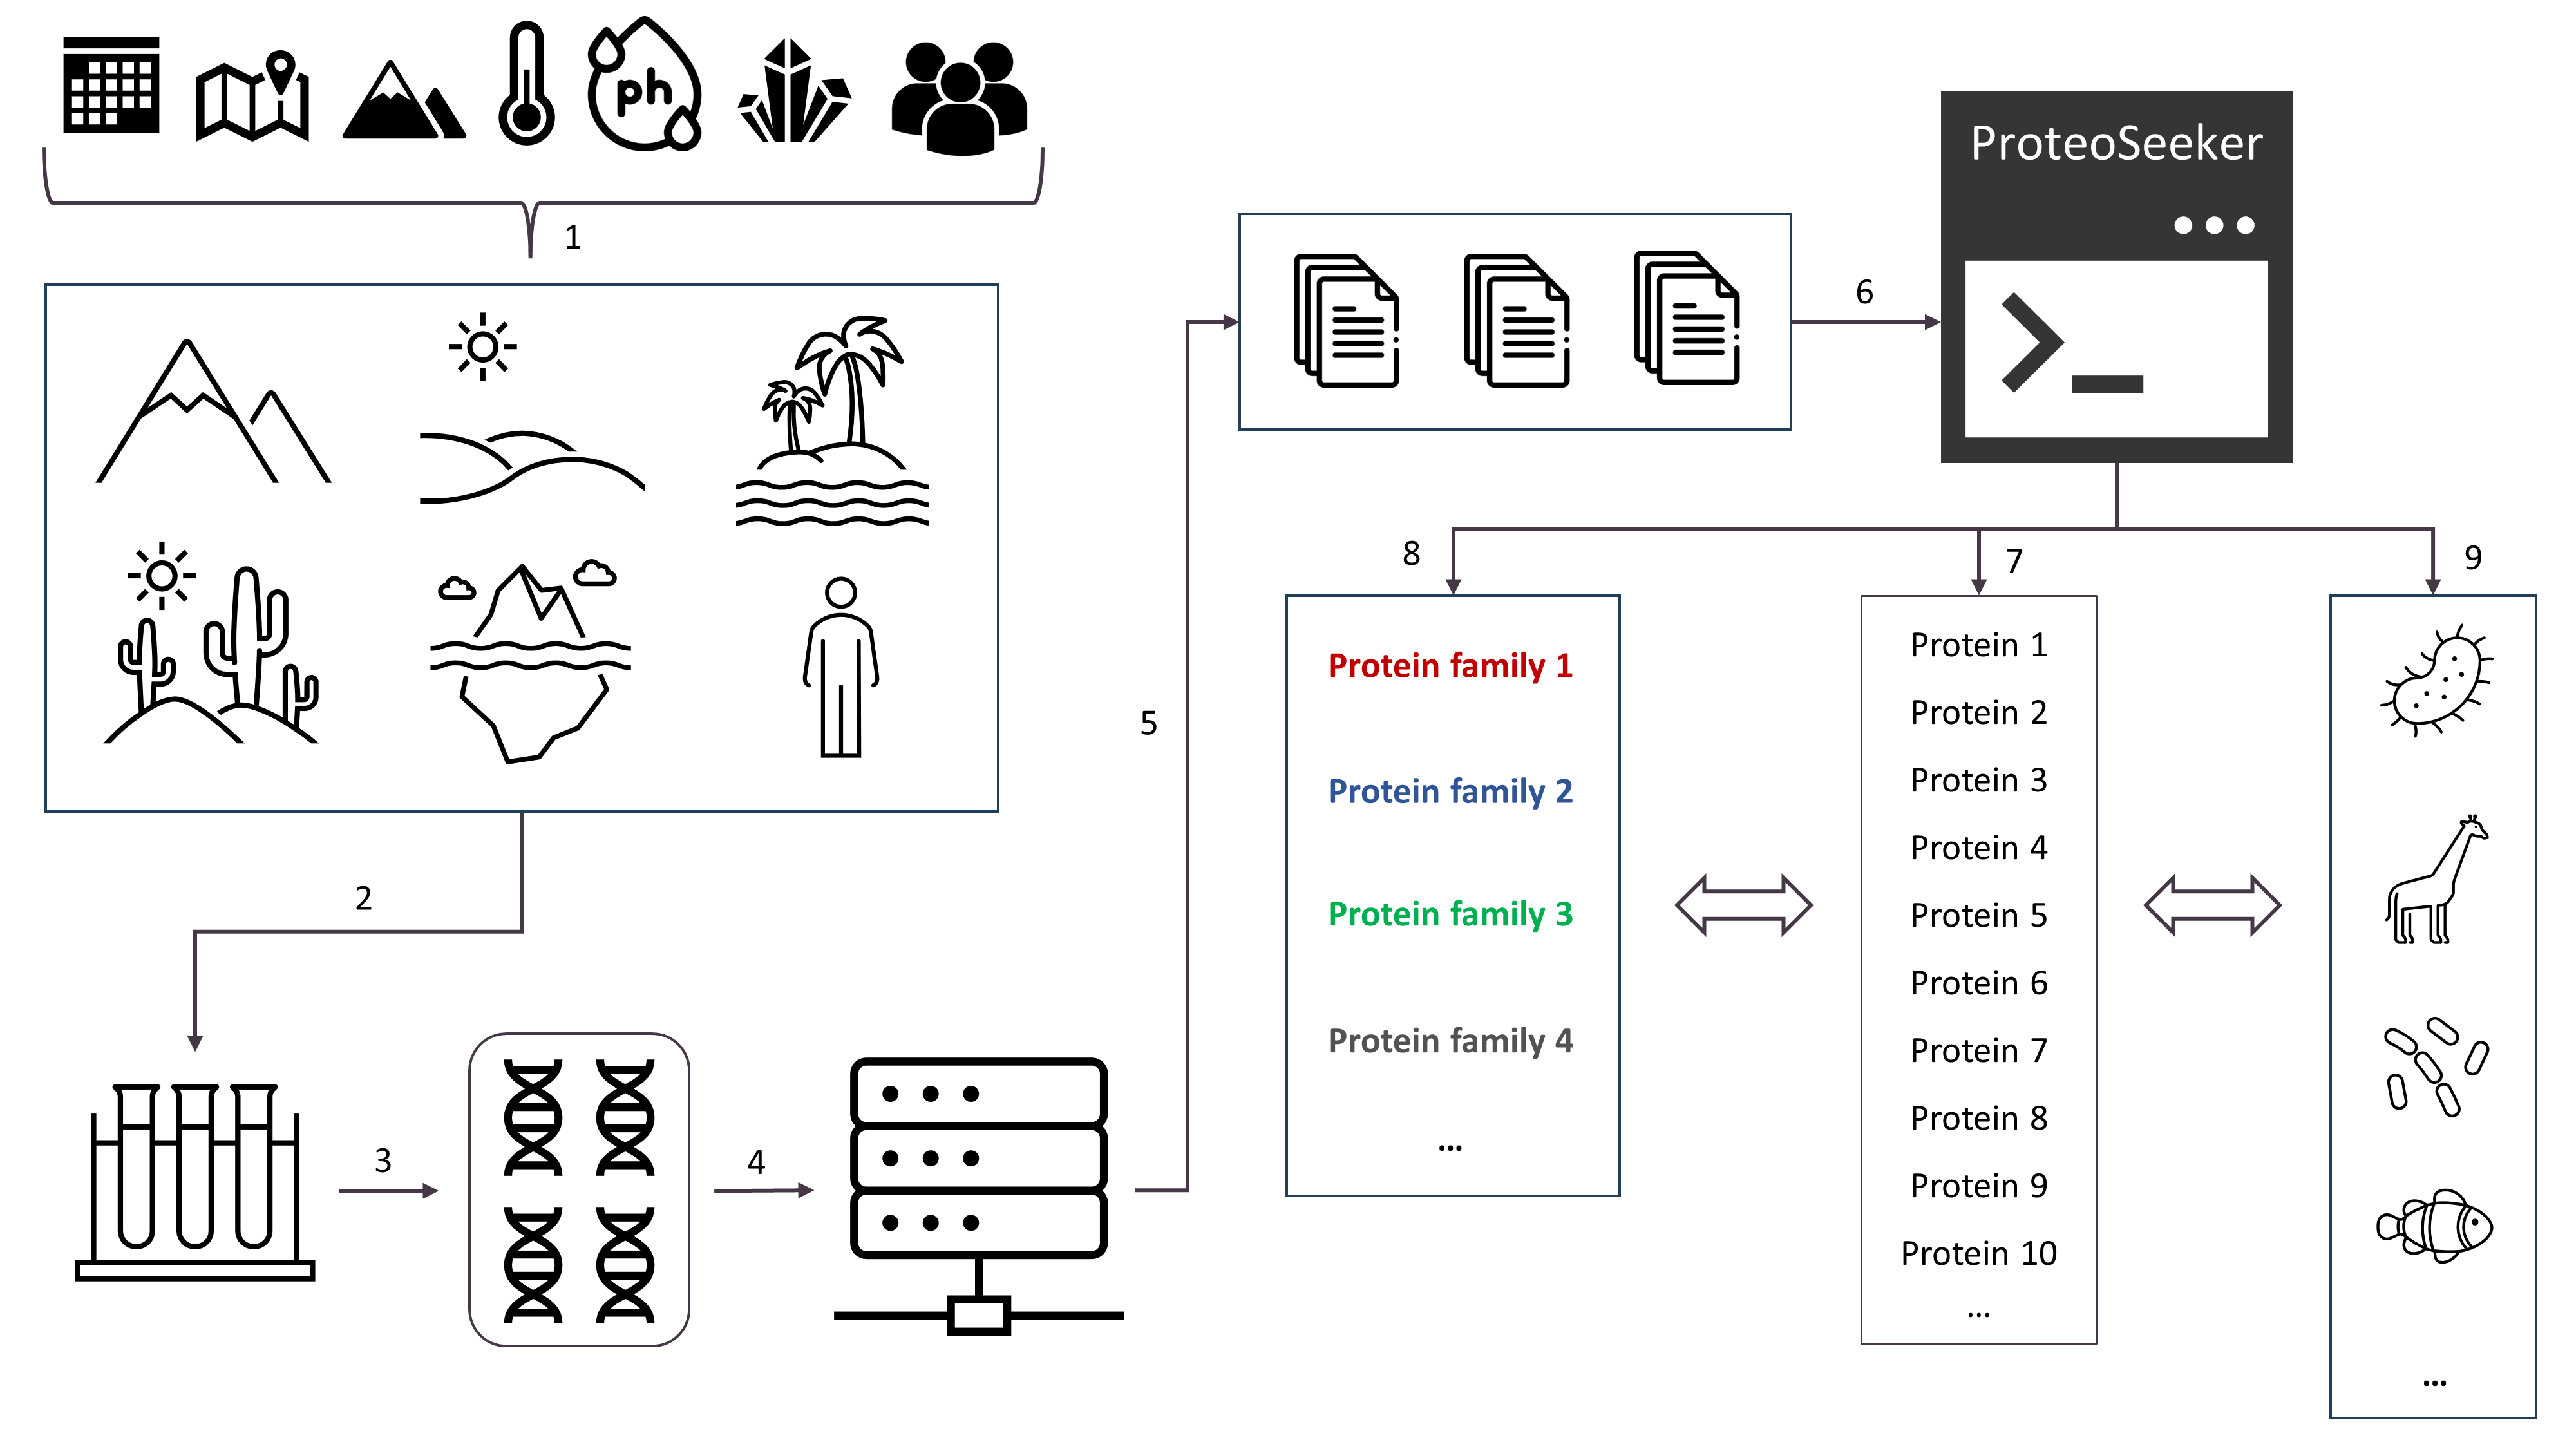 ph
1
2
3
4
5
6
ProteoSeeker
>_
8
7
9
Protein family 1
Protein family 2
Protein family 3
Protein family 4
...
Protein 1
Protein 2
Protein 3
Protein 4
Protein 5
Protein 6
Protein 7
Protein 8
Protein 9
Protein 10
...
...